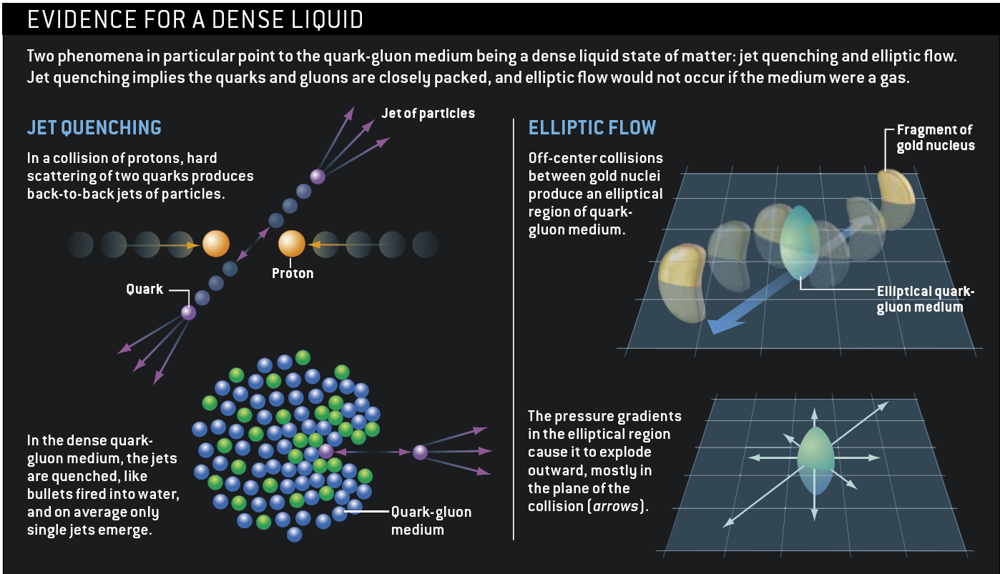 EVIDENCE FOR A DENSE LIQUID
Two phenomena in particular point to the quark-gluon medium being a dense liquid state of matter: jet quenching and elliptic flow.
Jet quenching implies the quarks and gluons are closely packed, and elliptic flow would not occur if the medium were a gas.
JET QUENCHING
In a collision of protons, hard
scattering of two quarks produces
back-to-back jets of particles.
Jet of particles
Proton
Quark
In the dense quark-
gluon medium, the jets
are quenched, like
bullets fired into water,
and on average only
single jets emerge.
Quark-gluon
medium
ELLIPTIC FLOW
Off-center collisions
between gold nuclei
produce an elliptical
region of quark-
gluon medium.
Fragment of
gold nucleus
Elliptical quark-
gluon medium
The pressure gradients
in the elliptical region
cause it to explode
outward, mostly in
the plane of the
collision (arrows).